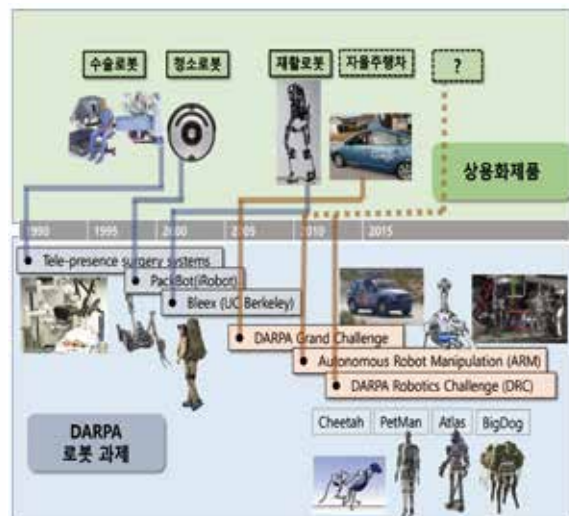 수술로봇
청소로봇
재활로봇
자율주행차
?
상용화제품
1990
1995
2000
2005
2010
2015
Tele-presence surgery systems
PackBot(iRobot)
Bleex (UC Berkeley)
DARPA Grand Challenge
Autonomous Robot Manipulation (ARM)
DARPA Robotics Challenge (DRC)
Cheetah
PetMan
Atlas
BigDog
DARPA
로봇 과제